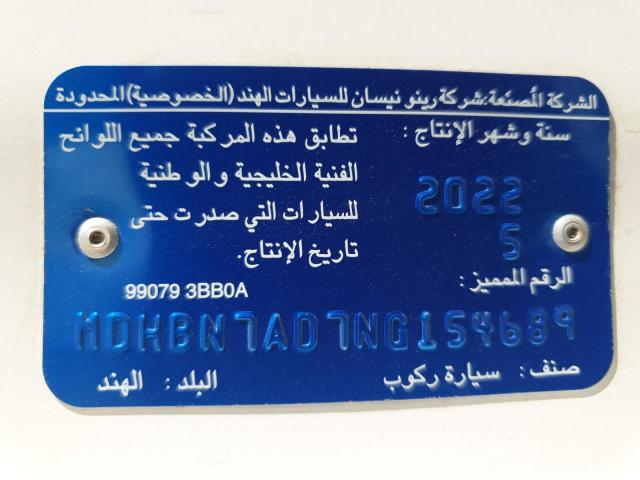 الشركة المُصنّعة: شركة رينو نيسان للسيارات الهند (الخصوصية) المحدودة
سنة وشهر الإنتاج :
2022
5
تطابق هذه المركبة جميع اللوائح
الفنية الخليجية والوطنية
للسيارات التي صدرت حتى
تاريخ الإنتاج.
الرقم المميز :
99079 3BB0A
MDHBN7AD7NG154689
صنف : سيارة ركوب
البلد : الهند